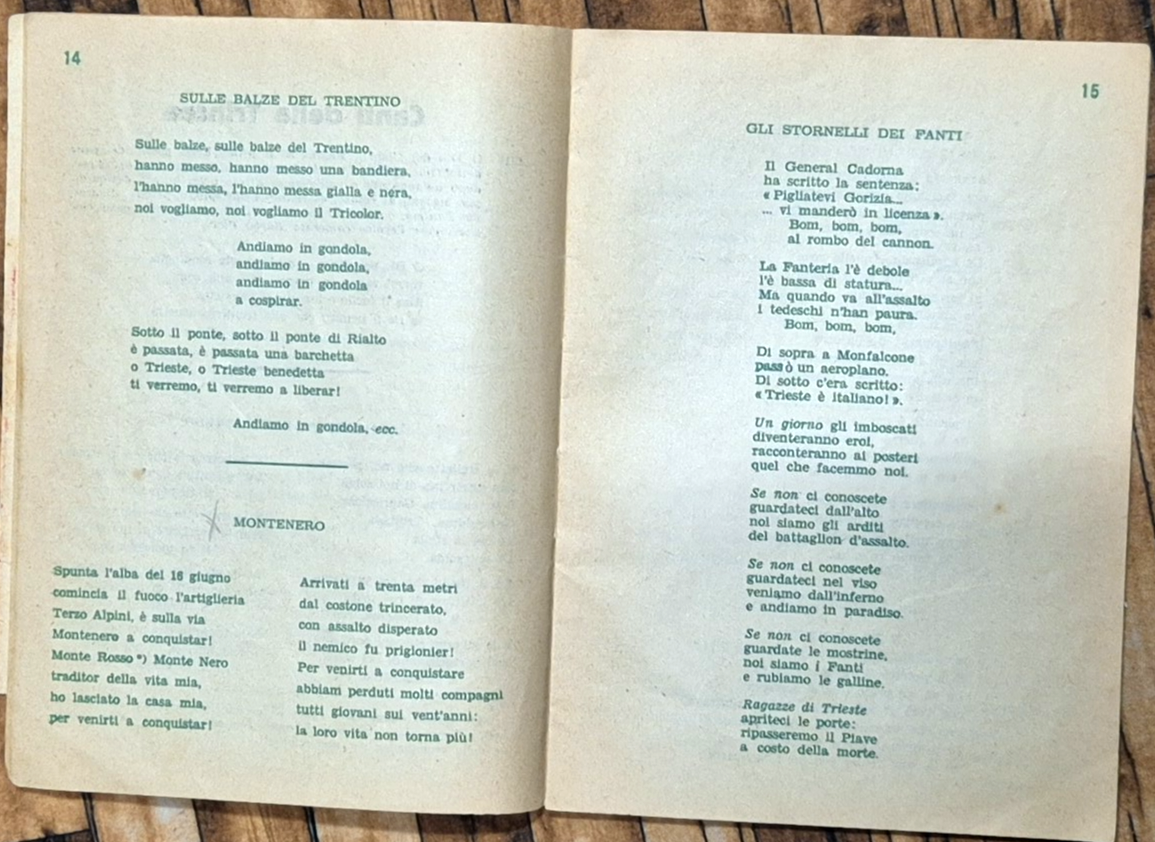 14
SULLE BALZE DEL TRENTINO
Sulle balze, sulle balze del Trentino,
hanno messo, hanno messo una bandiera,
l'hanno messa, l'hanno messa gialla e nera,
noi vogliamo, noi vogliamo il Tricolor.
Andiamo in gondola,
andiamo in gondola,
andiamo in gondola
a cospirar.
Sotto il ponte, sotto il ponte di Rialto
è passata, è passata una barchetta
o Trieste, o Trieste benedetta
ti verremo, ti verremo a liberar!
Andiamo in gondola, ecc.
MONTENERO
Spunta l'alba del 16 giugno
comincia il fuoco l'artiglieria
Terzo Alpini, è sulla via
Montenero a conquistar!
Monte Rosso *) Monte Nero
traditor della vita mia,
ho lasciato la casa mia,
per venirti a conquistar!
Arrivati a trenta metri
dal costone trincerato,
con assalto disperato
il nemico fu prigionier!
Per venirti a conquistare
abbiam perduti molti compagni
tutti giovani sui vent'anni:
la loro vita non torna più!
15
GLI STORNELLI DEI FANTI
Il General Cadorna
ha scritto la sentenza:
« Pigliatevi Gorizia...
... vi manderò in licenza ».
Bom, bom, bom,
al rombo del cannon.
La Fanteria l'è debole
l'è bassa di statura...
Ma quando va all'assalto
i tedeschi n'han paura.
Bom, bom, bom,
Di sopra a Monfalcone
passò un aeroplano.
Di sotto c'era scritto:
« Trieste è italiano! ».
Un giorno gli imboscati
diventeranno eroi,
racconteranno ai posteri
quel che facemmo noi.
Se non ci conoscete
guardateci dall'alto
noi siamo gli arditi
del battaglion d'assalto.
Se non ci conoscete
guardateci nel viso
veniamo dall'inferno
e andiamo in paradiso.
Se non ci conoscete
guardate le mostrine,
noi siamo i Fanti
e rubiamo le galline.
Ragazze di Trieste
apriteci le porte:
ripasseremo il Piave
a costo della morte.